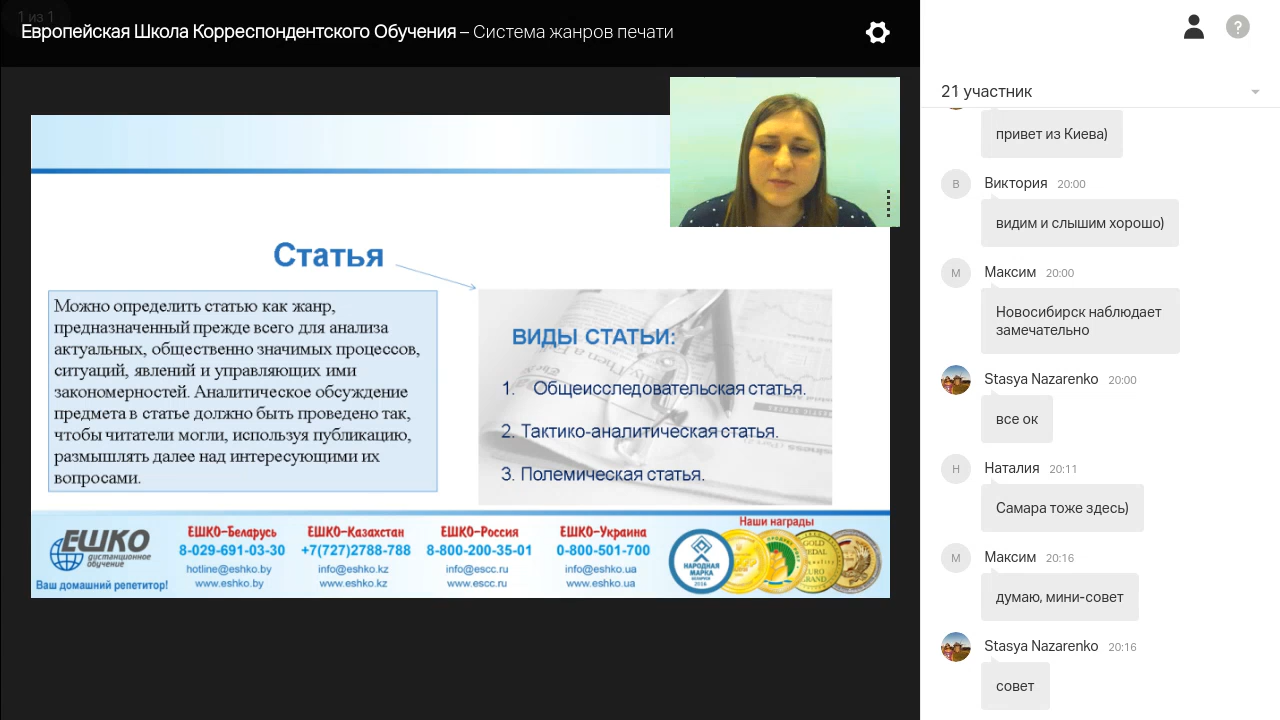 1 из 1
Европейская Школа Корреспондентского Обучения – Система жанров печати
Статья
Можно определить статью как жанр,
предназначенный прежде всего для анализа
актуальных, общественно значимых процессов,
ситуаций, явлений и управляющих ими
закономерностей. Аналитическое обсуждение
предмета в статье должно быть проведено так,
чтобы читатели могли, используя публикацию,
размышлять далее над интересующими их
вопросами.
ВИДЫ СТАТЬИ:
1. Общеисследовательская статья.
2. Тактико-аналитическая статья.
3. Полемическая статья.
ЕШКО
дистанционное
обучение
Ваш домашний репетитор!
ЕШКО-Беларусь
8-029-691-03-30
hotline@eshko.by
www.eshko.by
ЕШКО-Казахстан
+7(727)2788-788
info@eshko.kz
www.eshko.kz
ЕШКО-Россия
8-800-200-35-01
info@escc.ru
www.escc.ru
ЕШКО-Украина
0-800-501-700
info@eshko.ua
www.eshko.ua
Наши награды
НАРОДНАЯ
МАРКА
БЕЛАРУСИ
2016
GOLD
MEDAL
EURO
GRAND
21 участник
привет из Киева)
В
Виктория 20:00
видим и слышим хорошо)
М
Максим 20:00
Новосибирск наблюдает
замечательно
Stasya Nazarenko 20:00
все ок
Н
Наталия 20:11
Самара тоже здесь)
М
Максим 20:16
думаю, мини-совет
Stasya Nazarenko 20:16
совет